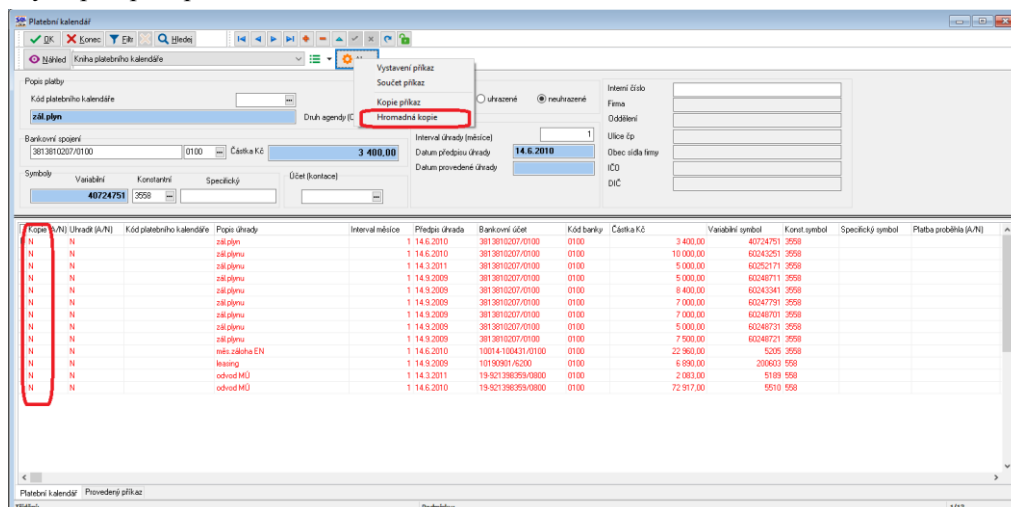 Platební kalendář
OK Konec Filtr Hledej
Náhled Kniha platebního kalendáře
Vystavení příkaz
Součet příkaz
Kopie příkaz
Hromadná kopie
Popis platby
Kód platebního kalendáře
zál.plyn
Druh agendy
uhrazené neuhrazené
Bankovní spojení
3813810207/0100 0100 Částka Kč 3 400,00
Symboly Variabilní Konstantní Specifický
40724751 3558
Účet (kontace)
Interval úhrady (měsíce) 1
Datum předpisu úhrady 14.6.2010
Datum provedené úhrady
Interní číslo
Firma
Oddělení
Ulice čp
Obec sídla firmy
IČO
DIČ
Kopie (A/N) Uhradit (A/N) Kód platebního kalendáře Popis úhrady Interval měsíce Předpis úhrada Bankovní účet Kód banky Částka Kč Variabilní symbol Konst.symbol Specifický symbol Platba proběhla (A/N)
N N zál.plyn 1 14.6.2010 3813810207/0100 0100 3 400,00 40724751 3558
N N zál.plynu 1 14.6.2010 3813810207/0100 0100 10 000,00 60243251 3558
N N zál.plynu 1 14.3.2011 3813810207/0100 0100 5 000,00 60252171 3558
N N zál.plynu 1 14.9.2009 3813810207/0100 0100 5 000,00 60248711 3558
N N zál.plynu 1 14.9.2009 3813810207/0100 0100 8 400,00 60243341 3558
N N zál.plynu 1 14.9.2009 3813810207/0100 0100 7 000,00 60247791 3558
N N zál.plynu 1 14.9.2009 3813810207/0100 0100 7 000,00 60248701 3558
N N zál.plynu 1 14.9.2009 3813810207/0100 0100 5 000,00 60248731 3558
N N zál.plynu 1 14.9.2009 3813810207/0100 0100 7 500,00 60248721 3558
N N měs.záloha EN 1 14.6.2010 10014-100431/0100 0100 22 960,00 5205 3558
N N leasing 1 14.9.2009 10190901/6200 0100 6 890,00 200603 558
N N odvod MÚ 1 14.3.2011 19-921398359/0800 0100 2 083,00 5189 558
N N odvod MÚ 1 14.6.2010 19-921398359/0800 0100 72 917,00 5510 558
Platební kalendář Provedený příkaz